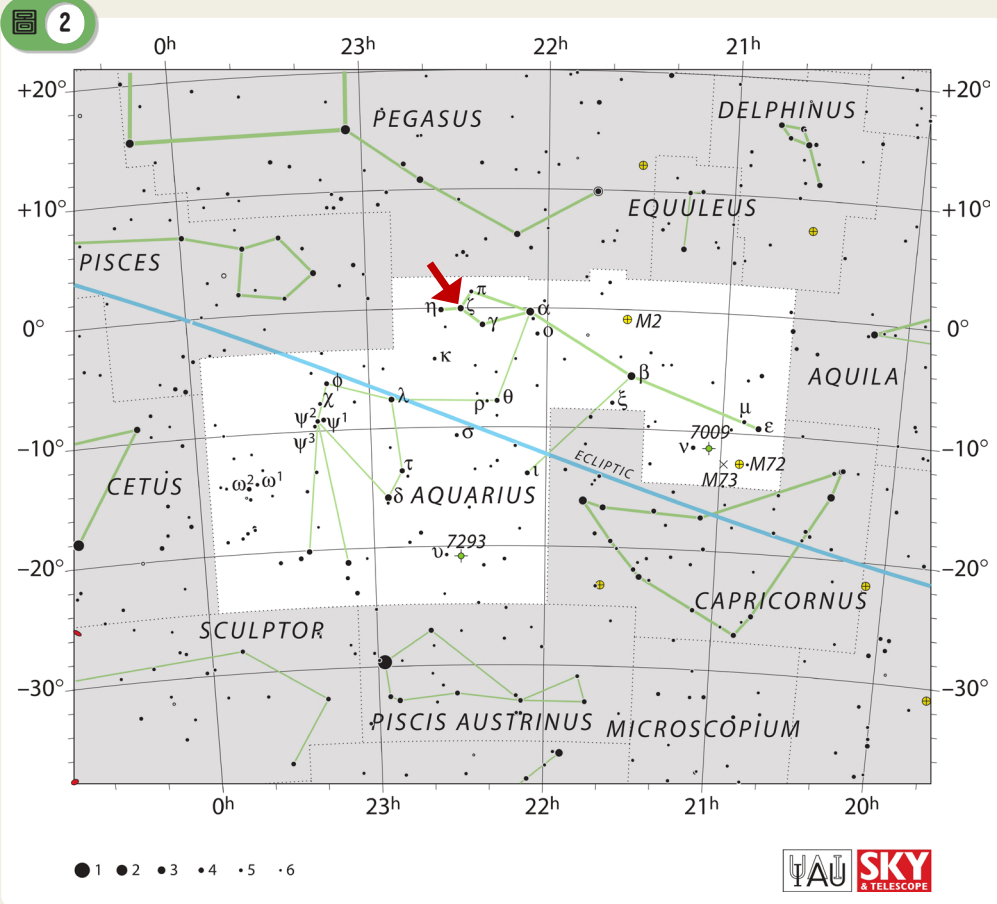 2
0h 23h 22h 21h
+20° +20°
PEGASUS DELPHINUS
+10° +10°
EQUULEUS
PISCES
π
η ζ α
γ ο M2
0° 0°
κ
AQUILA
φ β
χ λ ρ θ ξ μ
ψ² ψ¹ ε
σ 7009
ψ³ ν
−10° −10°
τ ι ECLIPTIC M72
M73
CETUS ω² ω¹ δ AQUARIUS
υ 7293
−20° −20°
CAPRICORNUS
SCULPTOR
−30° −30°
PISCIS AUSTRINUS MICROSCOPIUM
0h 23h 22h 21h 20h
1 2 3 4 5 6
IAU SKY
& TELESCOPE